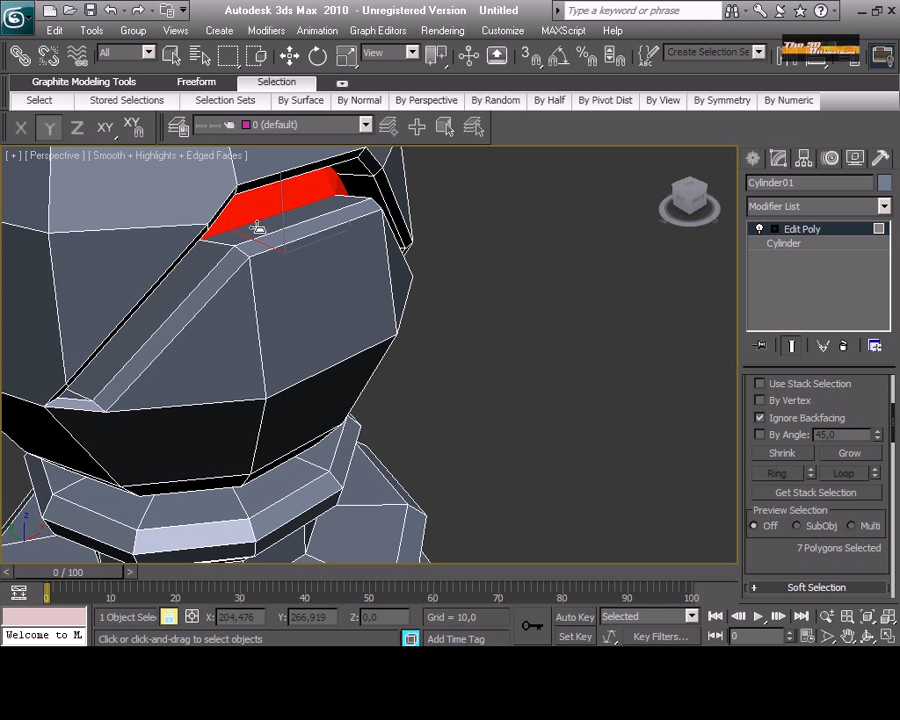 Autodesk 3ds Max 2010 - Unregistered Version Untitled
Type a keyword or phrase
Edit Tools Group Views Create Modifiers Animation Graph Editors Rendering Customize MAXScript Help
All View Create Selection Se
Graphite Modeling Tools Freeform Selection
Select Stored Selections Selection Sets By Surface By Normal By Perspective By Random By Half By Pivot Dist By View By Symmetry By Numeric
X Y Z XY XY 0 (default)
[ + ] [ Perspective ] [ Smooth + Highlights + Edged Faces ]
Cylinder01
Modifier List
Edit Poly
Cylinder
Use Stack Selection
By Vertex
Ignore Backfacing
By Angle: 45,0
Shrink Grow
Ring Loop
Get Stack Selection
Preview Selection
Off SubObj Multi
7 Polygons Selected
+ Soft Selection
< 0 / 100 >
0 10 20 30 40 50 60 70 80 90 100
1 Object Sele X: 204,476 Y: 266,919 Z: 0,0 Grid = 10,0 Auto Key Selected
Welcome to M Click or click-and-drag to select objects Add Time Tag Set Key Key Filters... 0